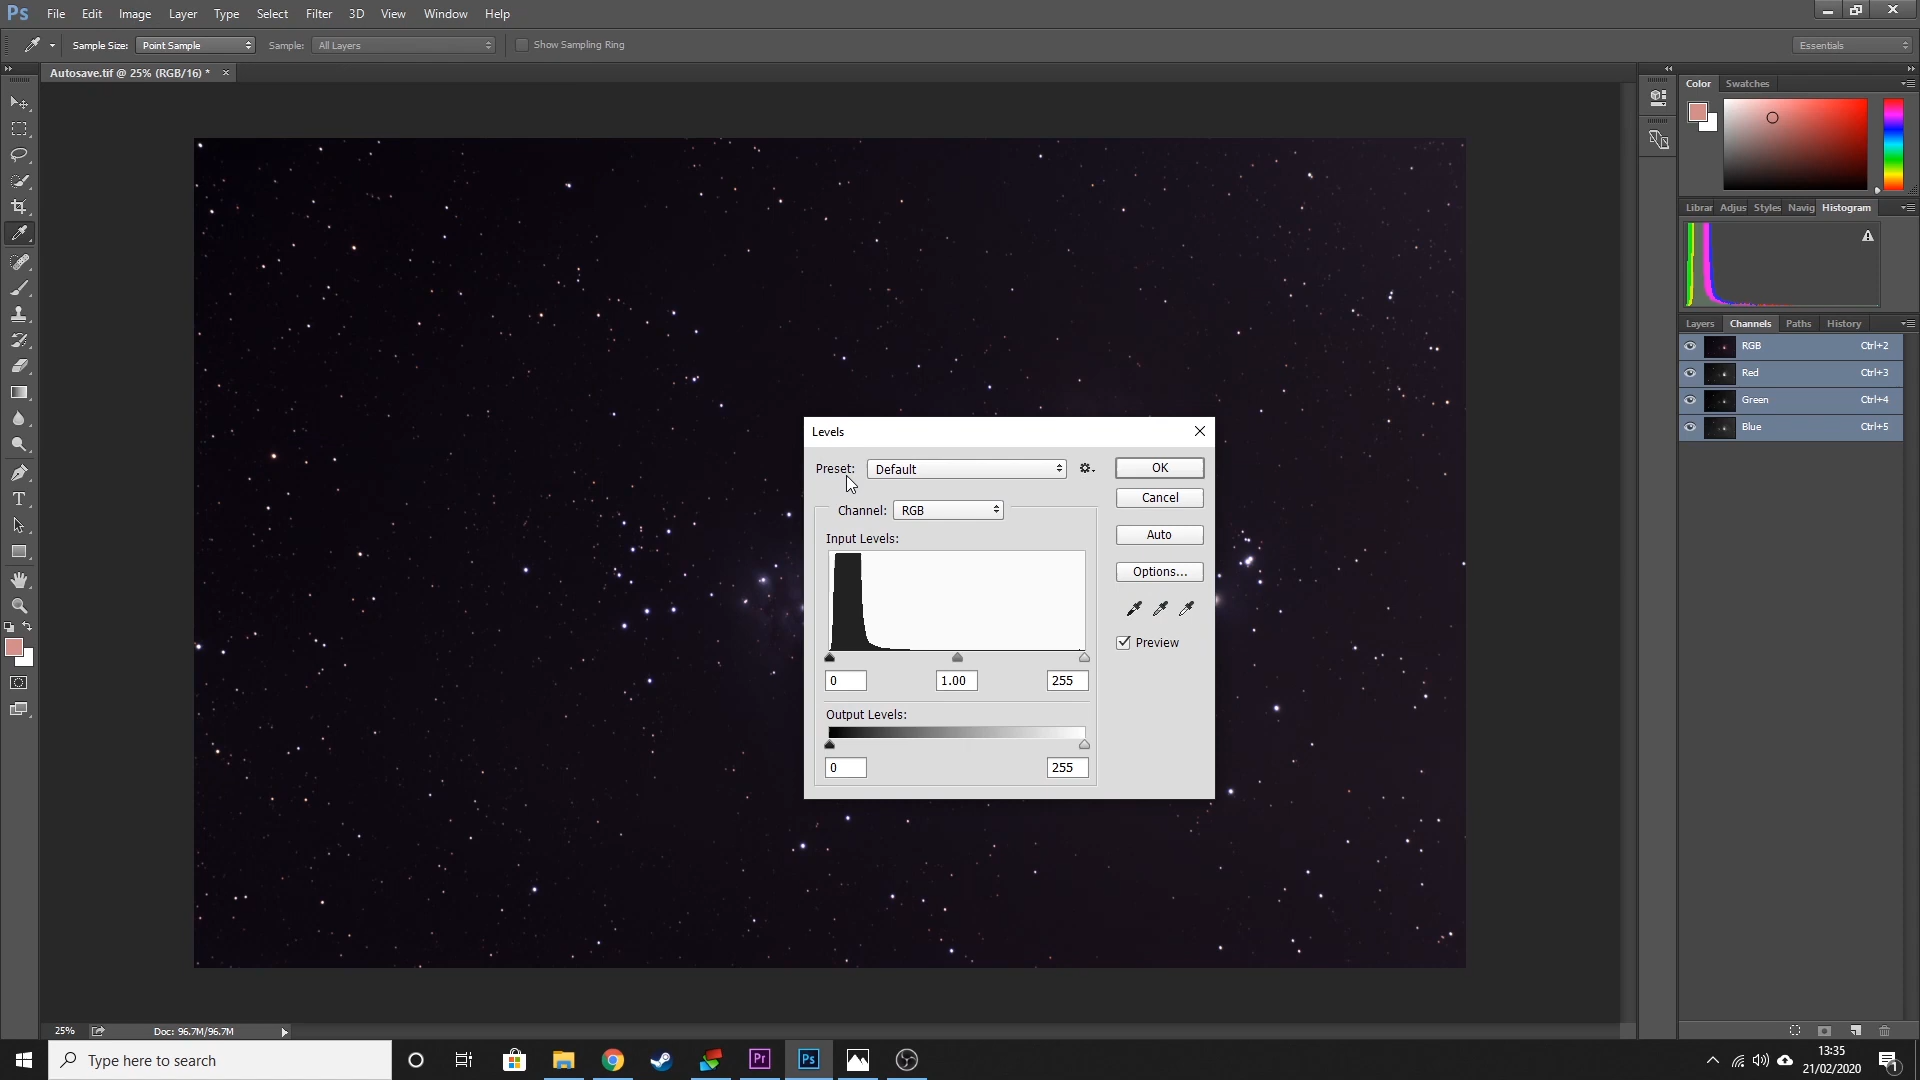 Ps File Edit Image Layer Type Select Filter 3D View Window Help
Sample Size: Point Sample Sample: All Layers Show Sampling Ring Essentials
Autosave.tif @ 25% (RGB/16) *
Color Swatches
Librar Adjus Styles Navig Histogram
Layers Channels Paths History
RGB Ctrl+2
Red Ctrl+3
Green Ctrl+4
Blue Ctrl+5
Levels
Preset: Default OK
Cancel
Channel: RGB
Auto
Input Levels:
Options...
Preview
0 1.00 255
Output Levels:
0 255
25% Doc: 96.7M/96.7M
Type here to search
Pr Ps
13:35
21/02/2020
1